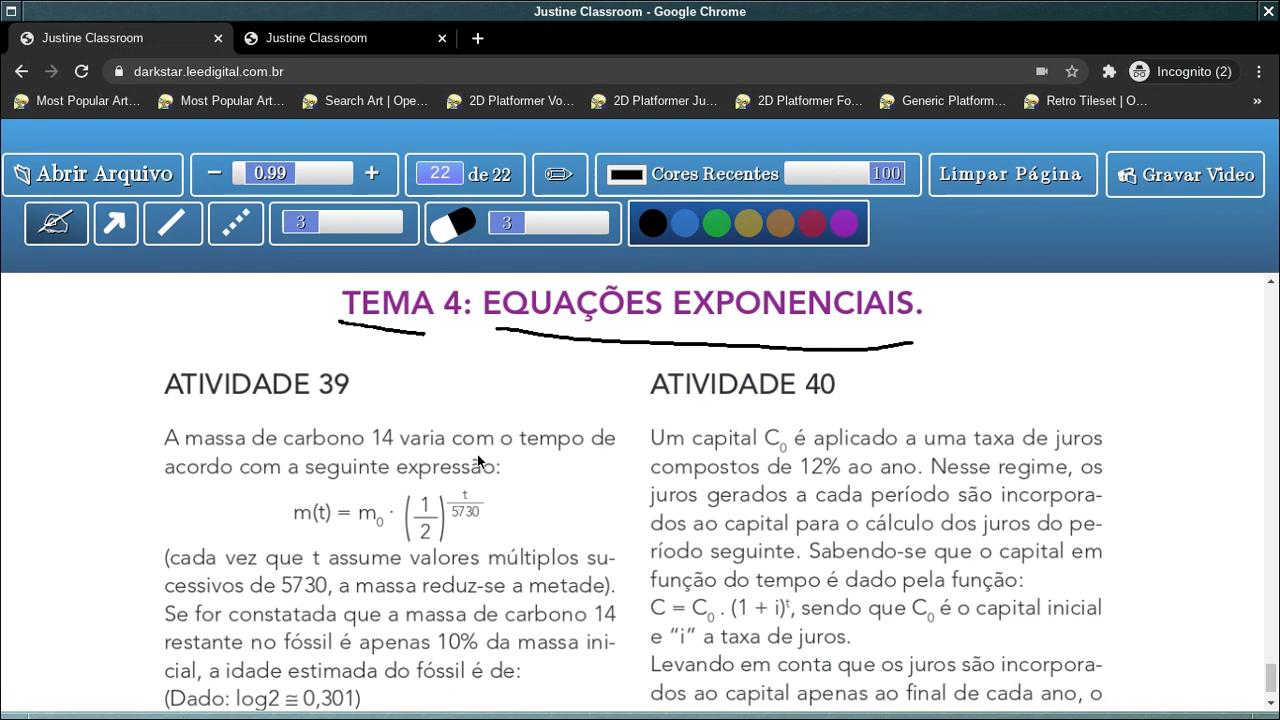 Justine Classroom - Google Chrome
Justine Classroom
Justine Classroom
darkstar.leedigital.com.br
Incognito (2)
Most Popular Art…
Most Popular Art…
Search Art | Ope…
2D Platformer Vo…
2D Platformer Ju…
2D Platformer Fo…
Generic Platform…
Retro Tileset | O…
Abrir Arquivo
0.99
22 de 22
Cores Recentes
100
Limpar Página
Gravar Video
3
3
TEMA 4: EQUAÇÕES EXPONENCIAIS.
ATIVIDADE 39
A massa de carbono 14 varia com o tempo de
acordo com a seguinte expressão:
m(t) = m₀ · (1/2)^(t/5730)
(cada vez que t assume valores múltiplos su-
cessivos de 5730, a massa reduz-se a metade).
Se for constatada que a massa de carbono 14
restante no fóssil é apenas 10% da massa ini-
cial, a idade estimada do fóssil é de:
(Dado: log2 ≅ 0,301)
ATIVIDADE 40
Um capital C₀ é aplicado a uma taxa de juros
compostos de 12% ao ano. Nesse regime, os
juros gerados a cada período são incorpora-
dos ao capital para o cálculo dos juros do pe-
ríodo seguinte. Sabendo-se que o capital em
função do tempo é dado pela função:
C = C₀ . (1 + i)ᵗ, sendo que C₀ é o capital inicial
e “i” a taxa de juros.
Levando em conta que os juros são incorpora-
dos ao capital apenas ao final de cada ano, o